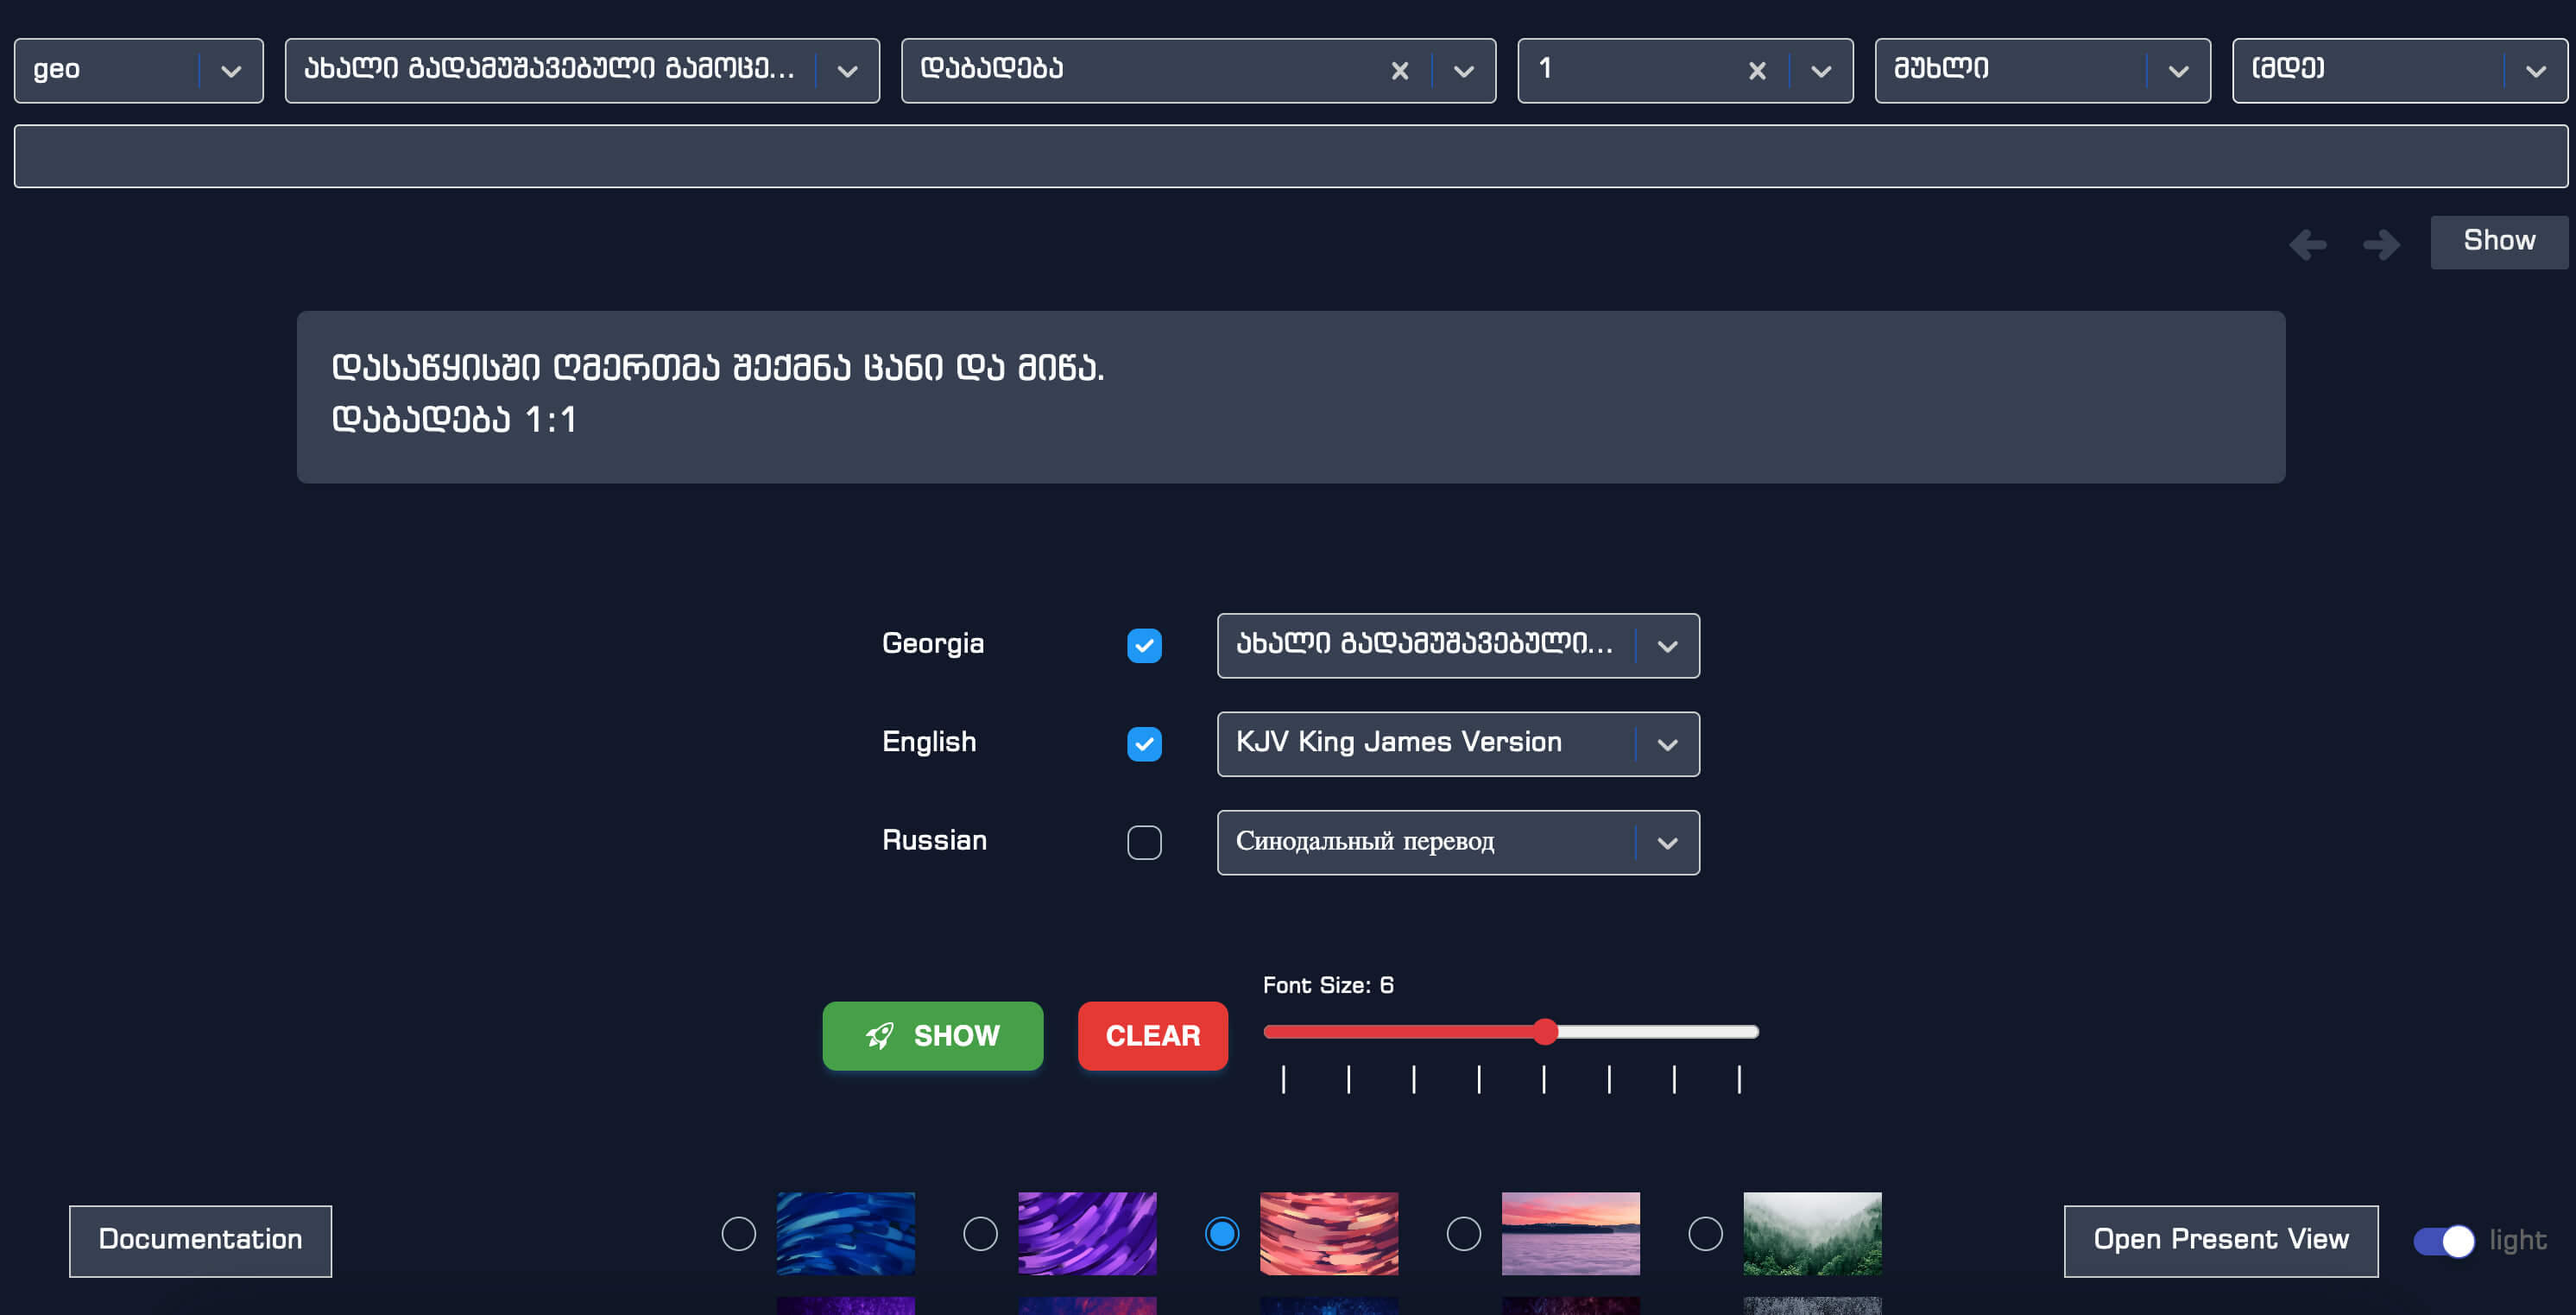 geo
ახალი გადამუშავებული გამოცე...
დაბადება
1
მუხლი
(მდე)
Show
დასაწყისში ღმერთმა შექმნა ცანი და მიწა.
დაბადება 1:1
Georgia
ახალი გადამუშავებული...
English
KJV King James Version
Russian
Синодальный перевод
Font Size: 6
SHOW
CLEAR
Documentation
Open Present View
light